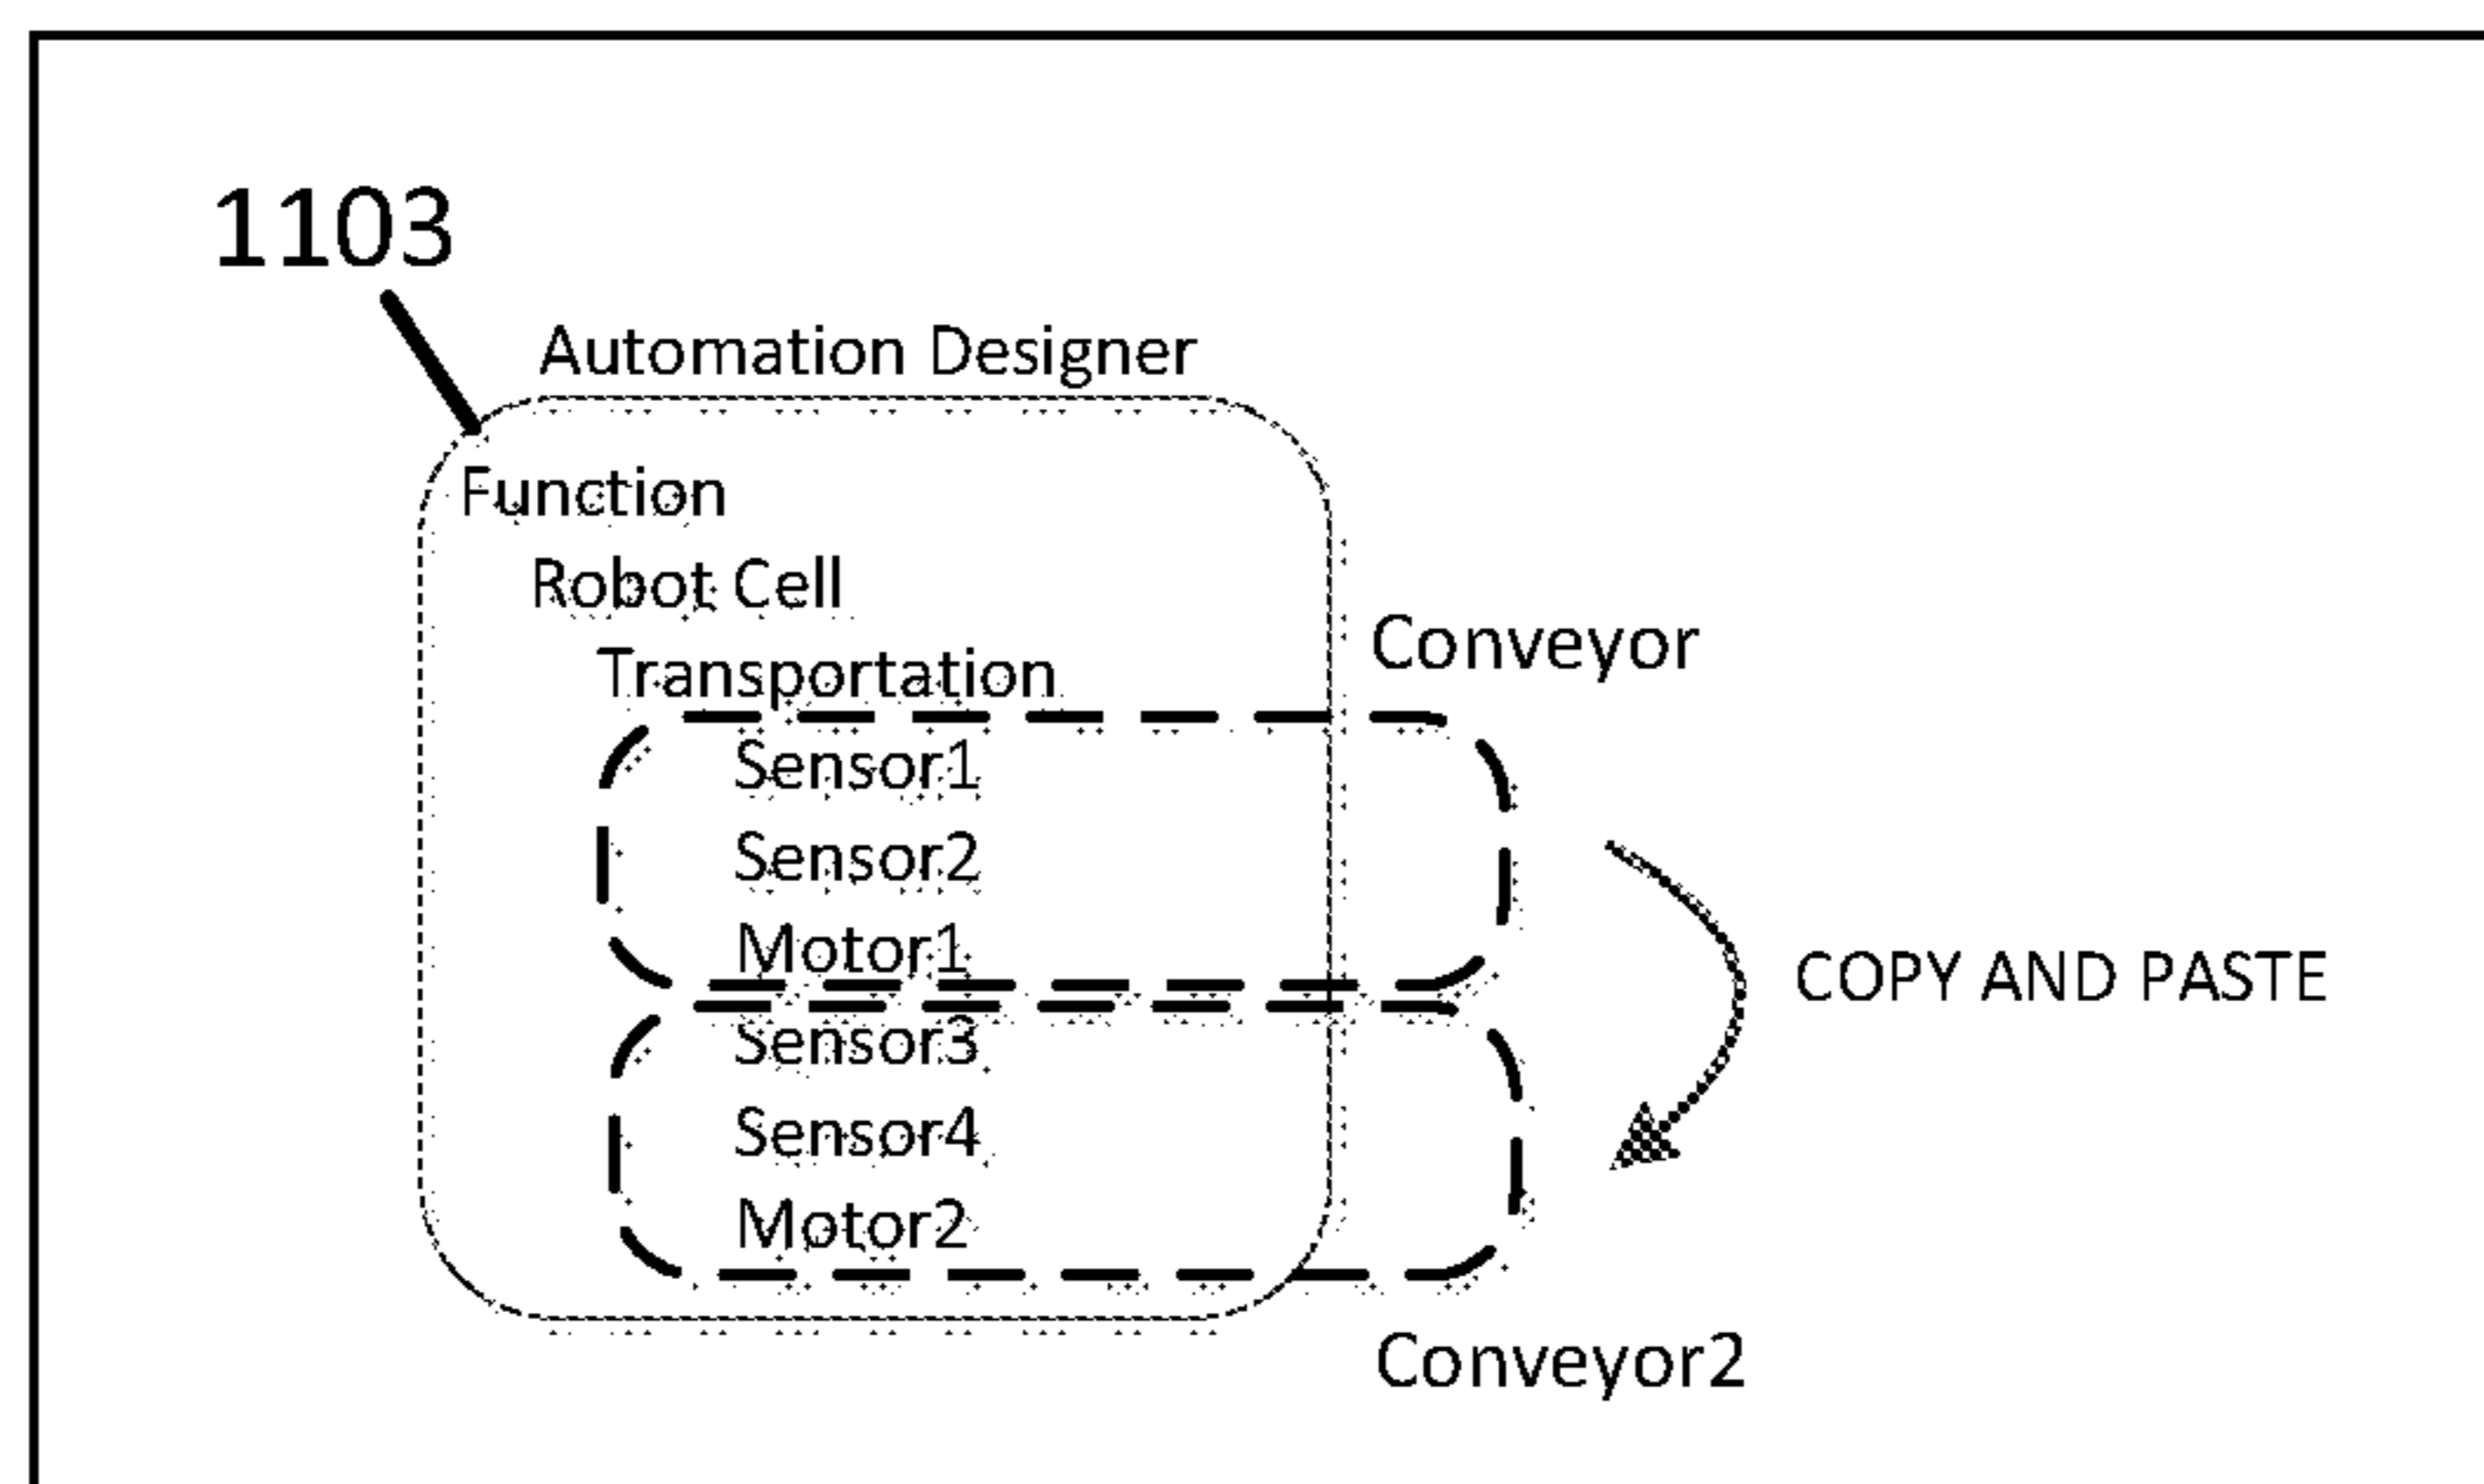 1103
Automation Designer
Function
Robot Cell
Transportation
Conveyor
Sensor1
Sensor2
Motor1
COPY AND PASTE
Sensor3
Sensor4
Motor2
Conveyor2